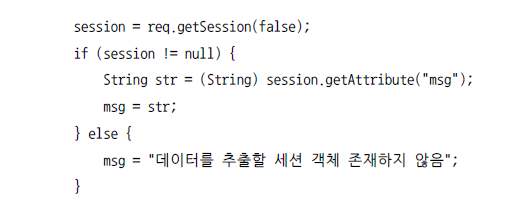 session = req.getSession(false);
if (session != null) {
    String str = (String) session.getAttribute("msg");
    msg = str;
} else {
    msg = "데이터를 추출할 세션 객체 존재하지 않음";
}